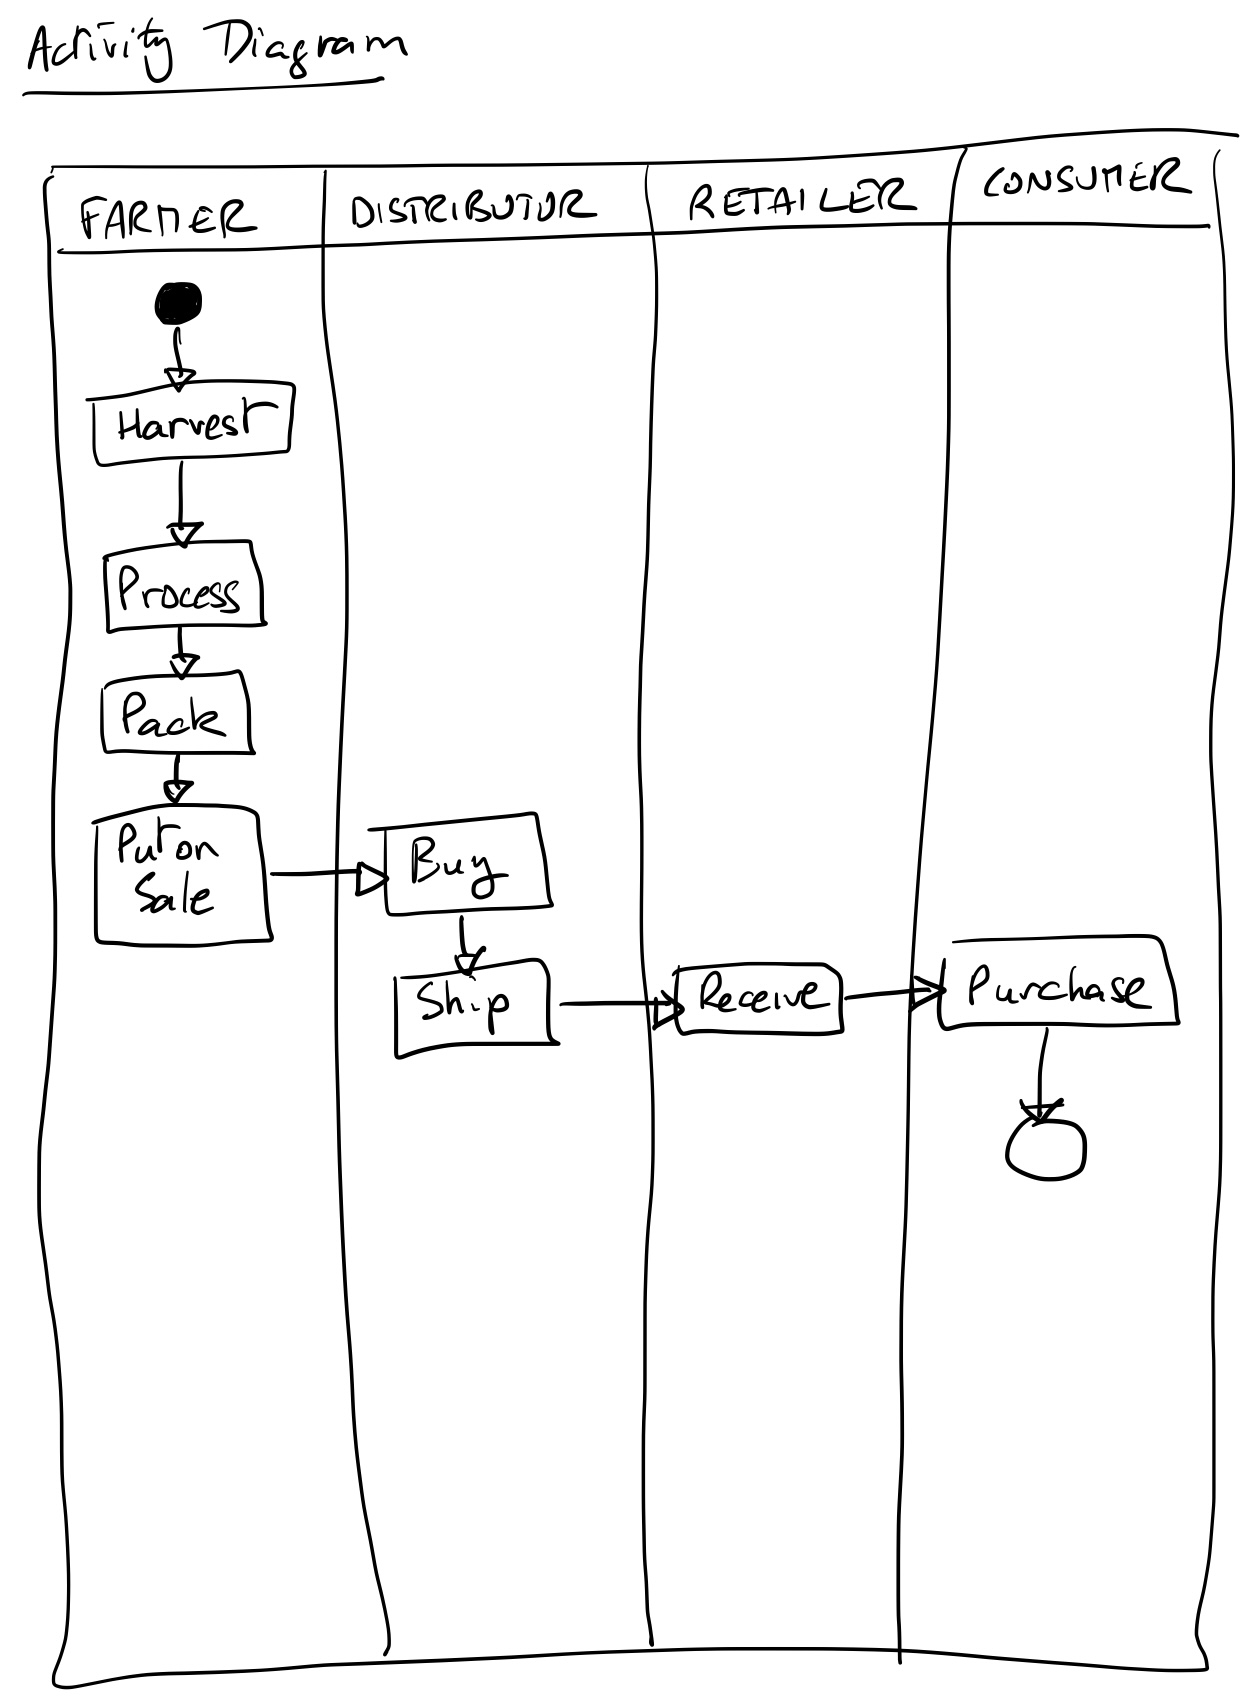 Activity Diagram
FARMER DISTRIBUTOR RETAILER CONSUMER
Harvest
Process
Pack
Put on
Sale
Buy
Ship
Receive
Purchase